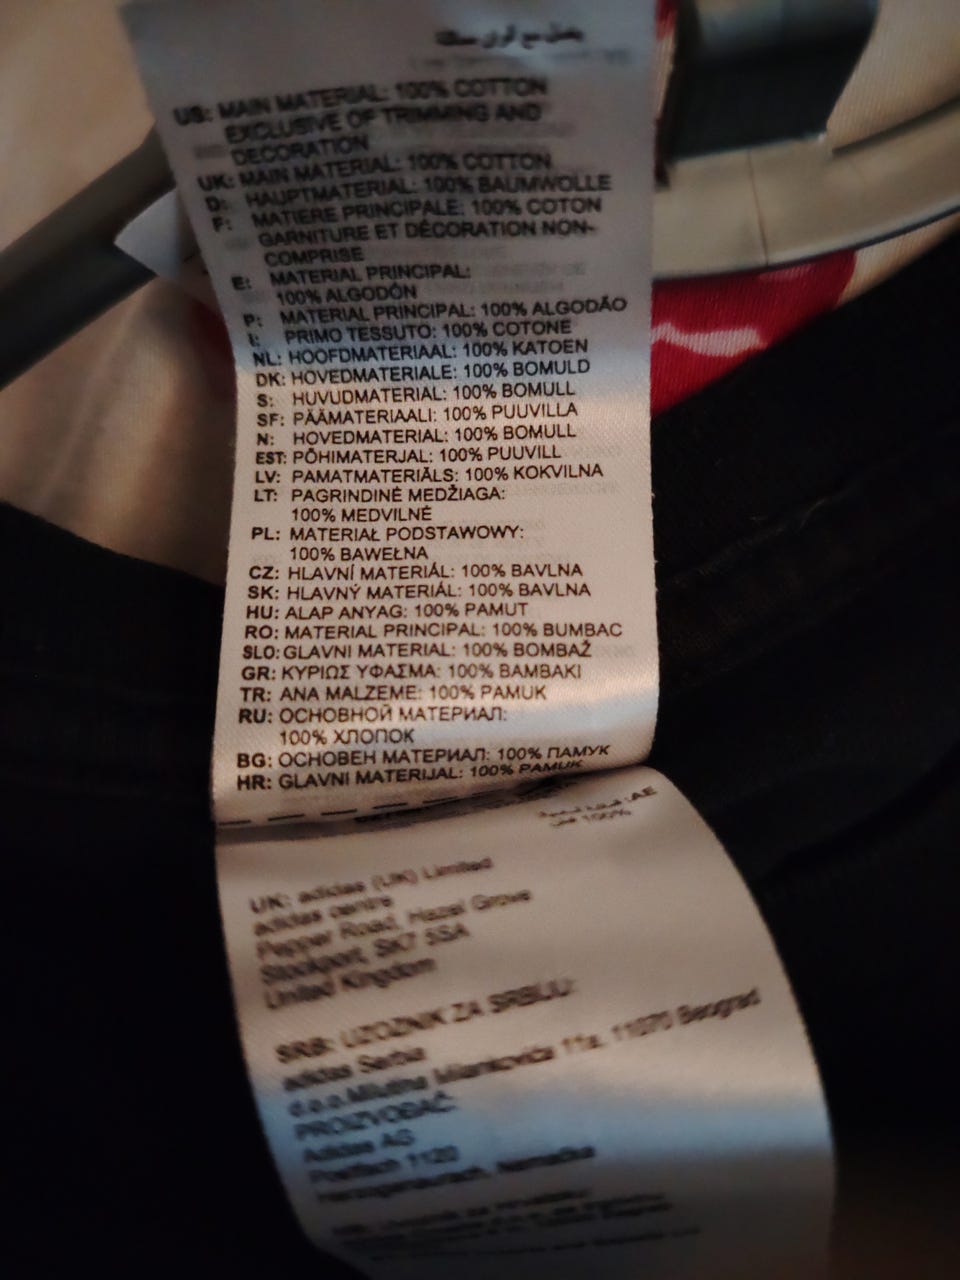 US: MAIN MATERIAL: 100% COTTON
EXCLUSIVE OF TRIMMING AND
DECORATION
UK: MAIN MATERIAL: 100% COTTON
D: HAUPTMATERIAL: 100% BAUMWOLLE
F: MATIERE PRINCIPALE: 100% COTON
GARNITURE ET DÉCORATION NON-
COMPRISE
E: MATERIAL PRINCIPAL:
100% ALGODÓN
P: MATERIAL PRINCIPAL: 100% ALGODÃO
I: PRIMO TESSUTO: 100% COTONE
NL: HOOFDMATERIAAL: 100% KATOEN
DK: HOVEDMATERIALE: 100% BOMULD
S: HUVUDMATERIAL: 100% BOMULL
SF: PÄÄMATERIAALI: 100% PUUVILLA
N: HOVEDMATERIAL: 100% BOMULL
EST: PÕHIMATERJAL: 100% PUUVILL
LV: PAMATMATERIĀLS: 100% KOKVILNA
LT: PAGRINDINĖ MEDŽIAGA:
100% MEDVILNĖ
PL: MATERIAŁ PODSTAWOWY:
100% BAWEŁNA
CZ: HLAVNÍ MATERIÁL: 100% BAVLNA
SK: HLAVNÝ MATERIÁL: 100% BAVLNA
HU: ALAP ANYAG: 100% PAMUT
RO: MATERIAL PRINCIPAL: 100% BUMBAC
SLO: GLAVNI MATERIAL: 100% BOMBAŽ
GR: ΚΥΡΙΩΣ ΥΦΑΣΜΑ: 100% ΒΑΜΒΑΚΙ
TR: ANA MALZEME: 100% PAMUK
RU: ОСНОВНОЙ МАТЕРИАЛ:
100% ХЛОПОК
BG: ОСНОВЕН МАТЕРИАЛ: 100% ПАМУК
HR: GLAVNI MATERIJAL: 100% PAMUK
:AE
100%
UK: adidas (UK) Limited
adidas centre
Pepper Road, Hazel Grove
Stockport, SK7 5SA
United Kingdom
SRB: UZOZNIK ZA SRBIJU:
adidas Serbia
d.o.o. Milutina Milankovića 11a, 11070 Beograd
PROIZVOĐAČ:
Adidas AG
Postfach 1120
Herzogenaurach, Nemačka